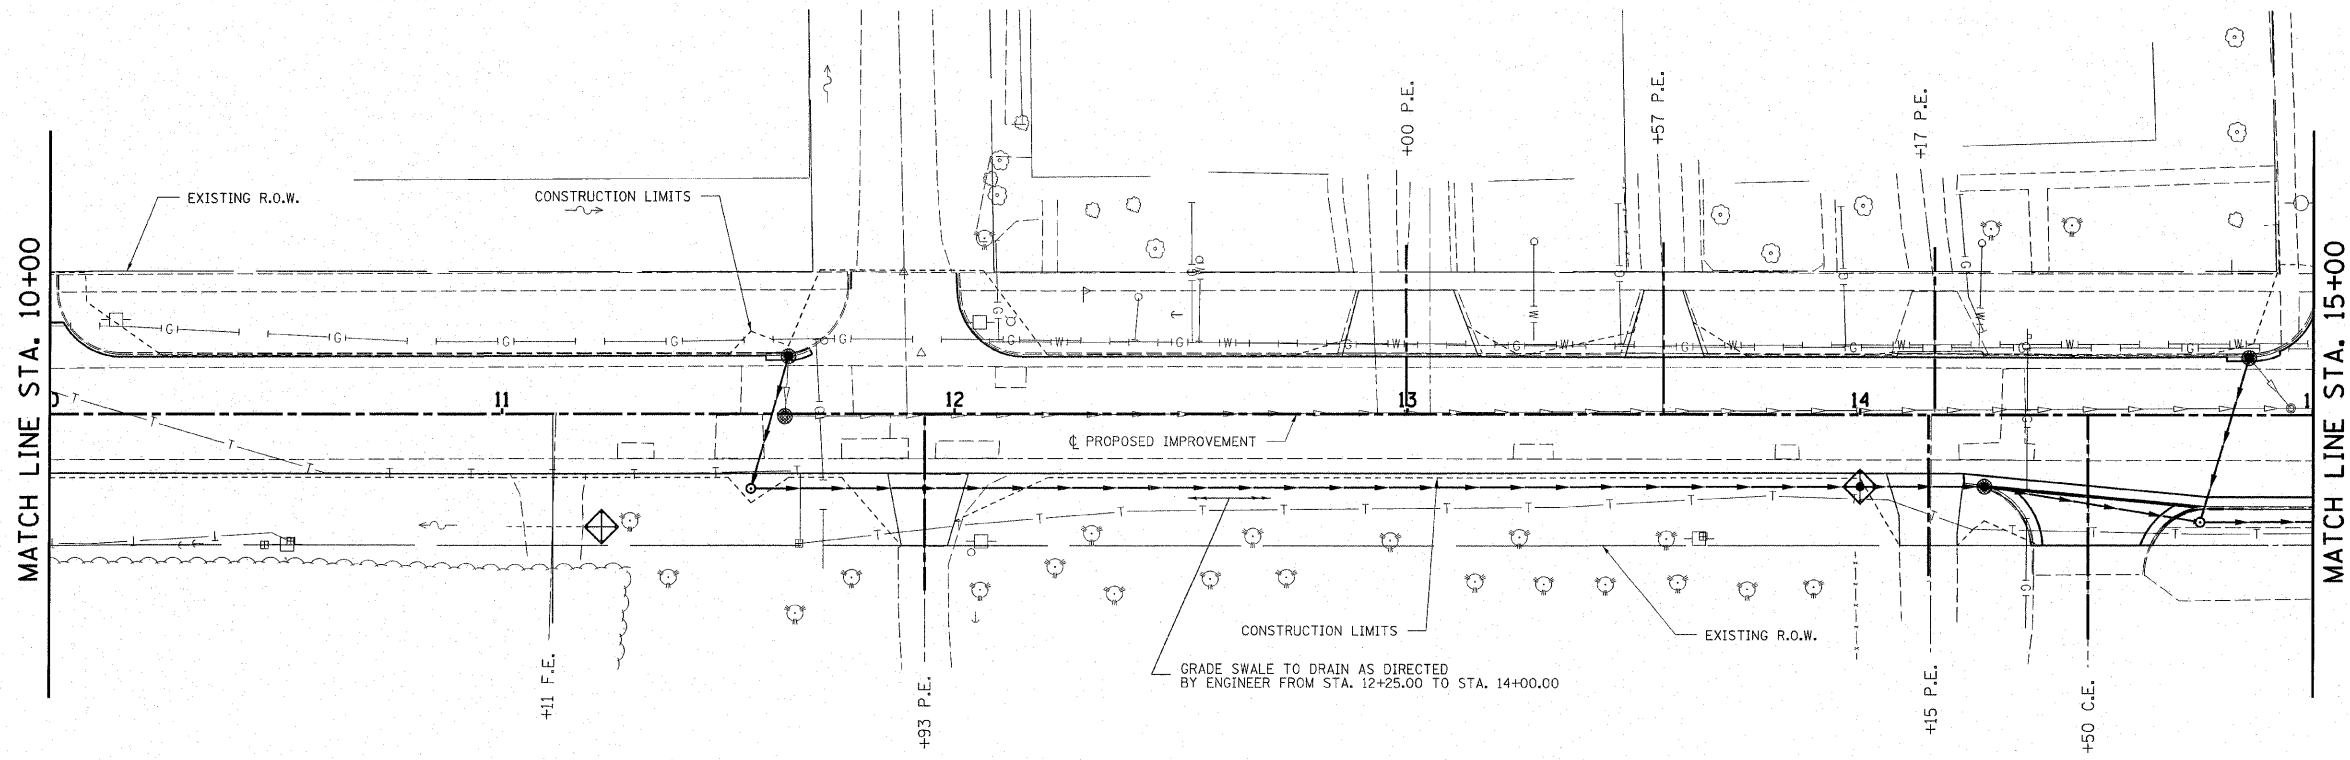 MATCH LINE STA. 10+00
EXISTING R.O.W.
CONSTRUCTION LIMITS
+00 P.E.
+57 P.E.
+17 P.E.
MATCH LINE STA. 15+00
G G G G G G W G W G W G W G W G W G
11
12
13
14
1
℄ PROPOSED IMPROVEMENT
T T T T T T T T
T T T T T T T T T T T T T T T
CONSTRUCTION LIMITS
EXISTING R.O.W.
GRADE SWALE TO DRAIN AS DIRECTED
BY ENGINEER FROM STA. 12+25.00 TO STA. 14+00.00
+11 F.E.
+93 P.E.
+15 P.E.
+50 C.E.